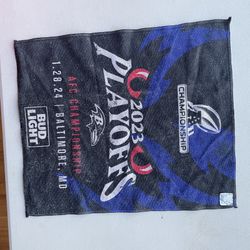 CHAMPIONSHIP
2023
PLAYOFFS
AFC CHAMPIONSHIP
1.28.24 | BALTIMORE, MD
BUD
LIGHT